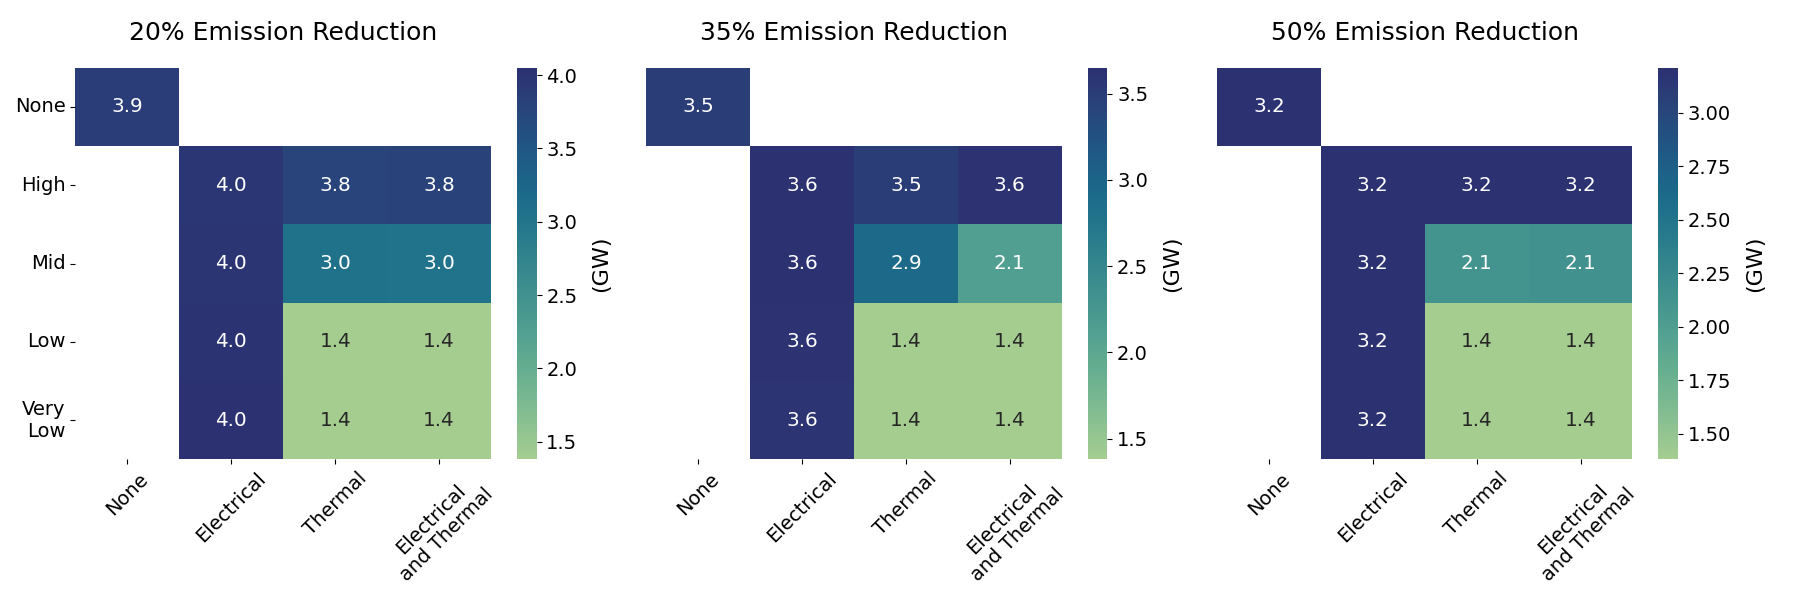 20% Emission Reduction
35% Emission Reduction
50% Emission Reduction
None
High
Mid
Low
Very
Low
3.9
4.0 3.8 3.8
4.0 3.0 3.0
4.0 1.4 1.4
4.0 1.4 1.4
None
Electrical
Thermal
Electrical
and Thermal
4.0
3.5
3.0
2.5
2.0
1.5
(GW)
3.5
3.6 3.5 3.6
3.6 2.9 2.1
3.6 1.4 1.4
3.6 1.4 1.4
None
Electrical
Thermal
Electrical
and Thermal
3.5
3.0
2.5
2.0
1.5
(GW)
3.2
3.2 3.2 3.2
3.2 2.1 2.1
3.2 1.4 1.4
3.2 1.4 1.4
None
Electrical
Thermal
Electrical
and Thermal
3.00
2.75
2.50
2.25
2.00
1.75
1.50
(GW)